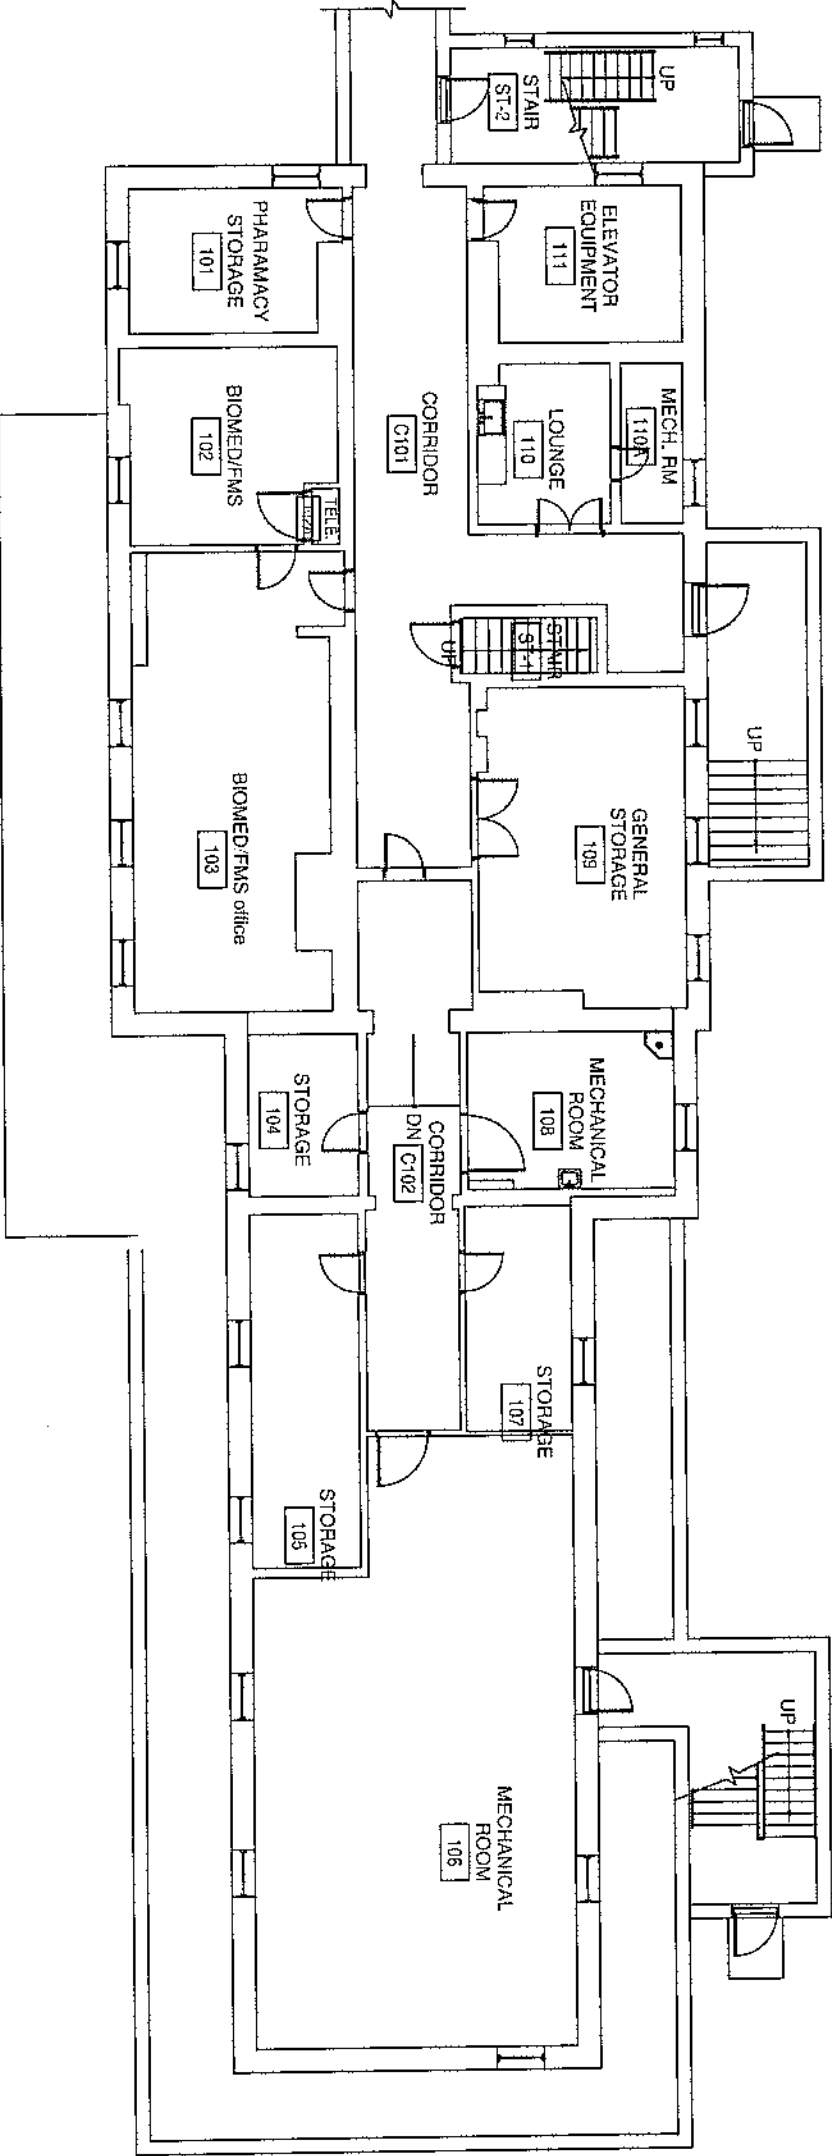 UP
STAIR
ST-2
PHARAMACY
STORAGE
101
ELEVATOR
EQUIPMENT
111
MECH. RM
110A
LOUNGE
110
CORRIDOR
C101
BIOMED/FMS
102
TELE
STAIR
ST-1
UP
UP
GENERAL
STORAGE
109
BIOMED/FMS office
103
MECHANICAL
ROOM
108
STORAGE
104
CORRIDOR
DN C102
STORAGE
107
STORAGE
105
UP
MECHANICAL
ROOM
106